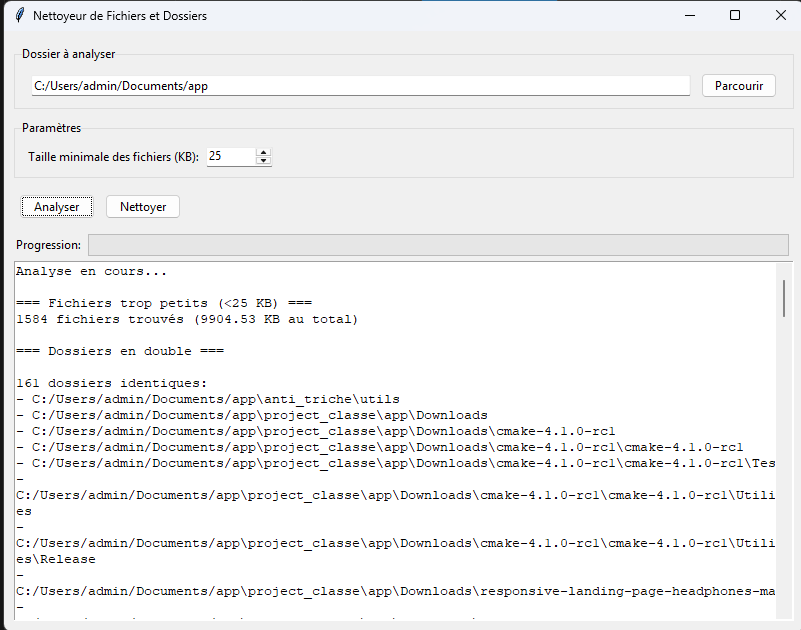 Nettoyeur de Fichiers et Dossiers
Dossier à analyser
C:/Users/admin/Documents/app
Parcourir
Paramètres
Taille minimale des fichiers (KB):
25
Analyser
Nettoyer
Progression:
Analyse en cours...
=== Fichiers trop petits (<25 KB) ===
1584 fichiers trouvés (9904.53 KB au total)
=== Dossiers en double ===
161 dossiers identiques:
- C:/Users/admin/Documents/app\anti_triche\utils
- C:/Users/admin/Documents/app\project_classe\app\Downloads
- C:/Users/admin/Documents/app\project_classe\app\Downloads\cmake-4.1.0-rc1
- C:/Users/admin/Documents/app\project_classe\app\Downloads\cmake-4.1.0-rc1\cmake-4.1.0-rc1
- C:/Users/admin/Documents/app\project_classe\app\Downloads\cmake-4.1.0-rc1\cmake-4.1.0-rc1\Tes
-
C:/Users/admin/Documents/app\project_classe\app\Downloads\cmake-4.1.0-rc1\cmake-4.1.0-rc1\Utili
es
-
C:/Users/admin/Documents/app\project_classe\app\Downloads\cmake-4.1.0-rc1\cmake-4.1.0-rc1\Utili
es\Release
-
C:/Users/admin/Documents/app\project_classe\app\Downloads\responsive-landing-page-headphones-ma
-